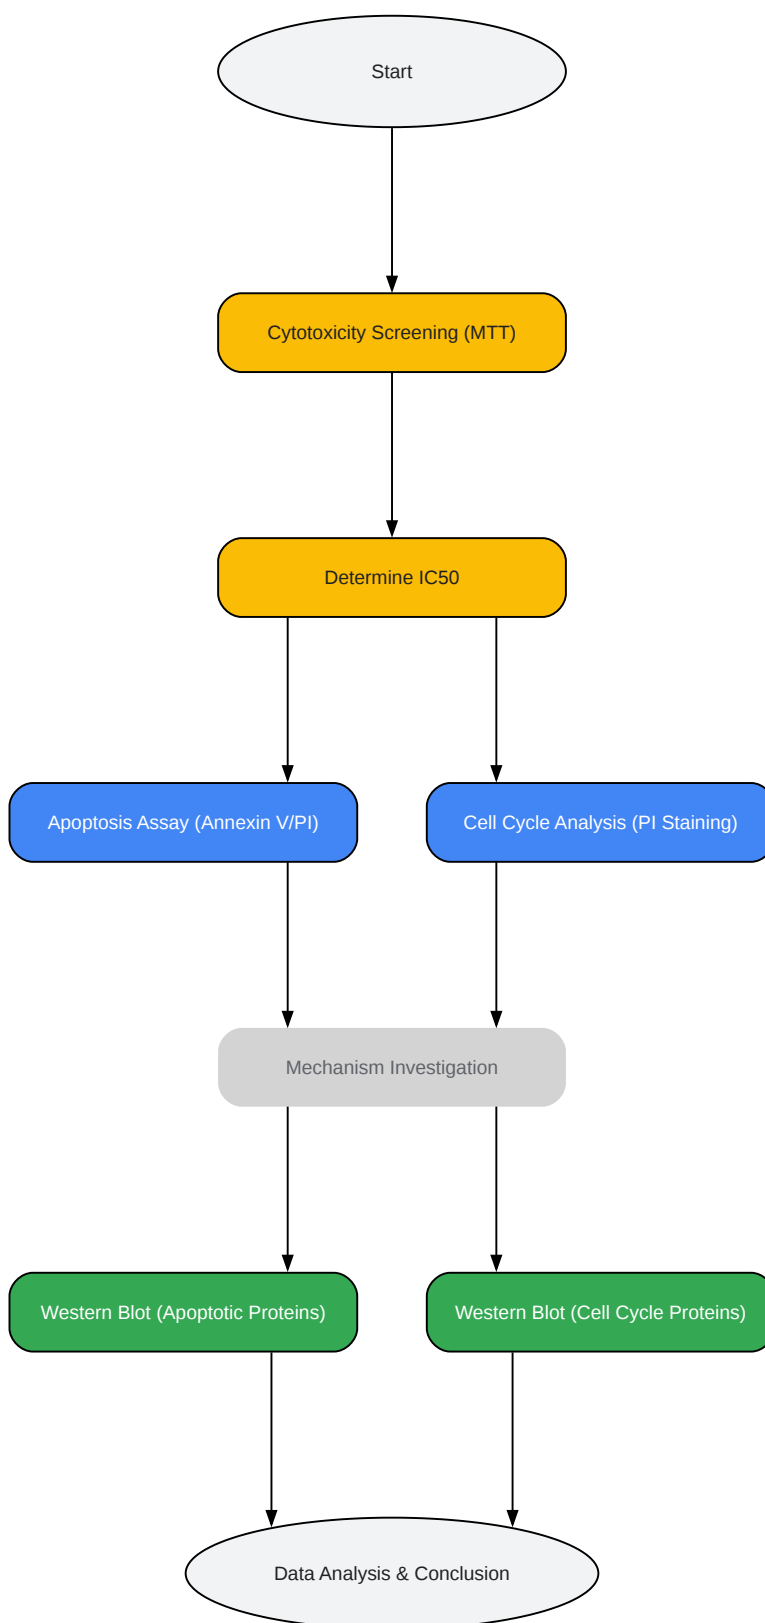 Start
Cytotoxicity Screening (MTT)
Determine IC50
Apoptosis Assay (Annexin V/PI)
Cell Cycle Analysis (PI Staining)
Mechanism Investigation
Western Blot (Apoptotic Proteins)
Western Blot (Cell Cycle Proteins)
Data Analysis & Conclusion